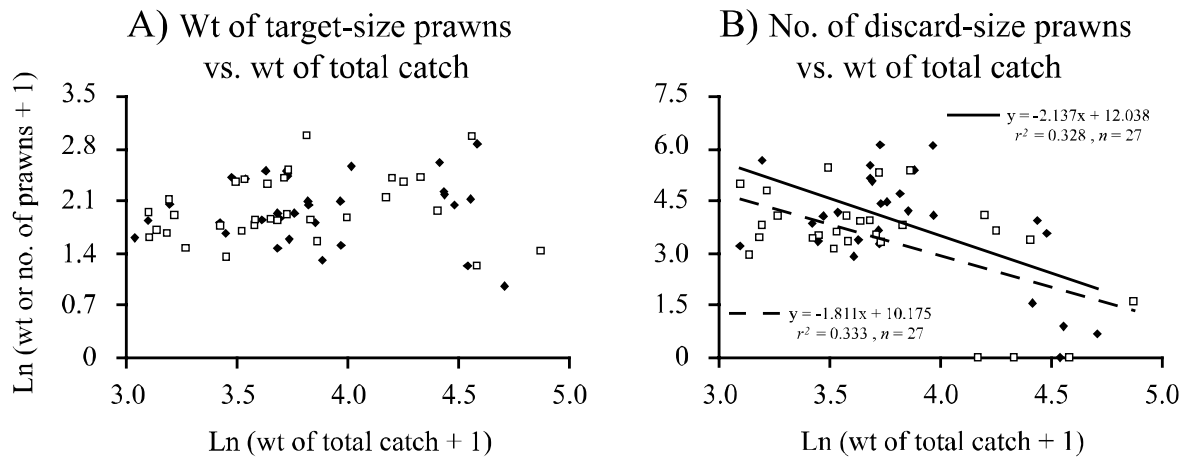 A) Wt of target-size prawns
vs. wt of total catch
Ln (wt or no. of prawns + 1)
3.5
2.8
2.1
1.4
0.7
0
3.0
3.5
4.0
4.5
5.0
Ln (wt of total catch + 1)
B) No. of discard-size prawns
vs. wt of total catch
7.5
6.0
4.5
3.0
1.5
0
y = -2.137x + 12.038
r² = 0.328 , n = 27
y = -1.811x + 10.175
r² = 0.333 , n = 27
3.0
3.5
4.0
4.5
5.0
Ln (wt of total catch + 1)